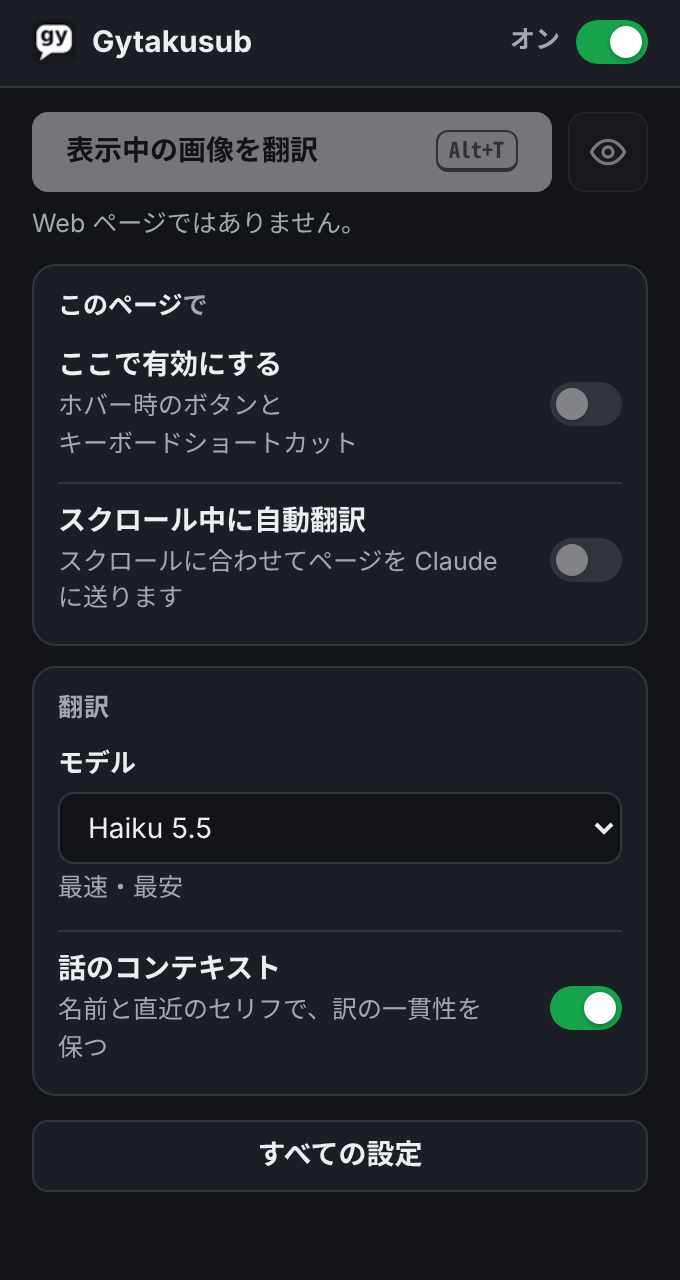 gy Gytakusub オン
表示中の画像を翻訳 Alt+T
Web ページではありません。
このページで
ここで有効にする
ホバー時のボタンと
キーボードショートカット
スクロール中に自動翻訳
スクロールに合わせてページを Claude
に送ります
翻訳
モデル
Haiku 5.5
最速・最安
話のコンテキスト
名前と直近のセリフで、訳の一貫性を
保つ
すべての設定